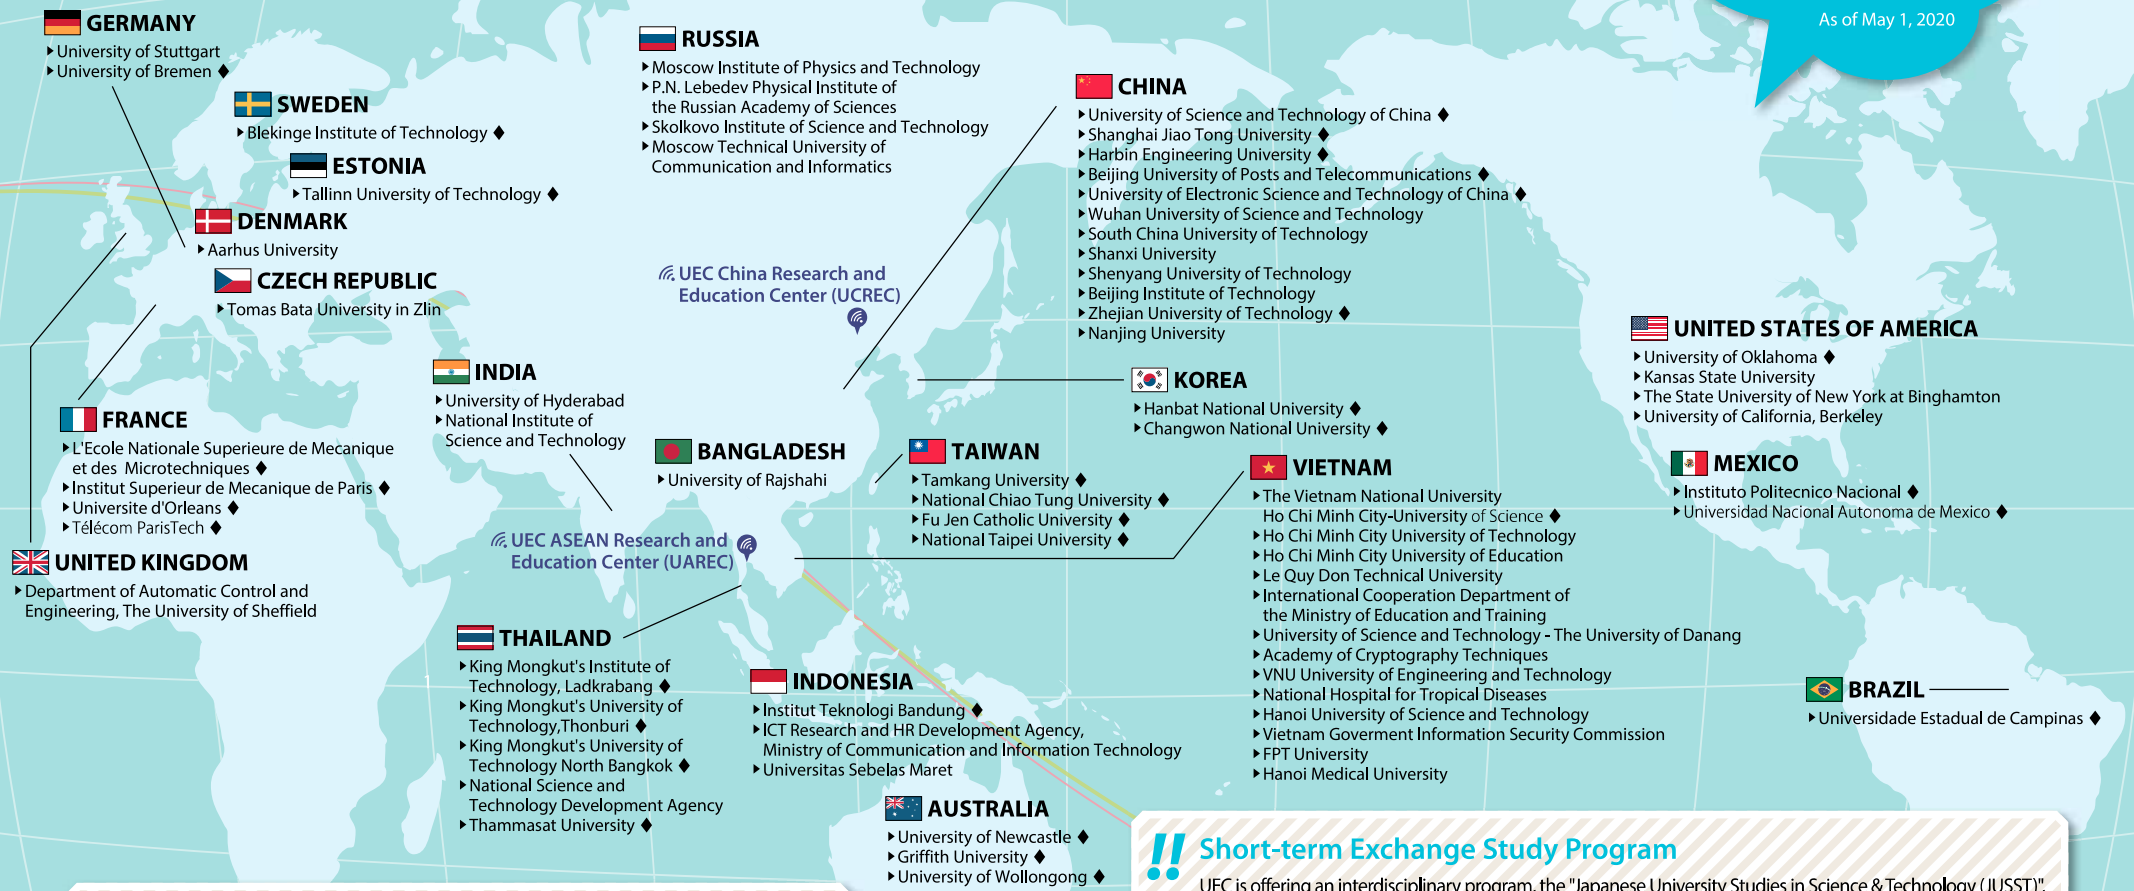 As of May 1, 2020
GERMANY
University of Stuttgart
University of Bremen ♦
SWEDEN
Blekinge Institute of Technology ♦
ESTONIA
Tallinn University of Technology ♦
DENMARK
Aarhus University
CZECH REPUBLIC
Tomas Bata University in Zlin
RUSSIA
Moscow Institute of Physics and Technology
P.N. Lebedev Physical Institute of
the Russian Academy of Sciences
Skolkovo Institute of Science and Technology
Moscow Technical University of
Communication and Informatics
CHINA
University of Science and Technology of China ♦
Shanghai Jiao Tong University ♦
Harbin Engineering University ♦
Beijing University of Posts and Telecommunications ♦
University of Electronic Science and Technology of China ♦
Wuhan University of Science and Technology
South China University of Technology
Shanxi University
Shenyang University of Technology
Beijing Institute of Technology
Zhejian University of Technology ♦
Nanjing University
UEC China Research and
Education Center (UCREC)
UNITED STATES OF AMERICA
University of Oklahoma ♦
Kansas State University
The State University of New York at Binghamton
University of California, Berkeley
INDIA
University of Hyderabad
National Institute of
Science and Technology
KOREA
Hanbat National University ♦
Changwon National University ♦
FRANCE
L'Ecole Nationale Superieure de Mecanique
et des Microtechniques ♦
Institut Superieur de Mecanique de Paris ♦
Universite d'Orleans ♦
Télécom ParisTech ♦
BANGLADESH
University of Rajshahi
TAIWAN
Tamkang University ♦
National Chiao Tung University ♦
Fu Jen Catholic University ♦
National Taipei University ♦
VIETNAM
The Vietnam National University
Ho Chi Minh City-University of Science ♦
Ho Chi Minh City University of Technology
Ho Chi Minh City University of Education
Le Quy Don Technical University
International Cooperation Department of
the Ministry of Education and Training
University of Science and Technology - The University of Danang
Academy of Cryptography Techniques
VNU University of Engineering and Technology
National Hospital for Tropical Diseases
Hanoi University of Science and Technology
Vietnam Goverment Information Security Commission
FPT University
Hanoi Medical University
MEXICO
Instituto Politecnico Nacional ♦
Universidad Nacional Autonoma de Mexico ♦
UEC ASEAN Research and
Education Center (UAREC)
UNITED KINGDOM
Department of Automatic Control and
Engineering, The University of Sheffield
THAILAND
King Mongkut's Institute of
Technology, Ladkrabang ♦
King Mongkut's University of
Technology,Thonburi ♦
King Mongkut's University of
Technology North Bangkok ♦
National Science and
Technology Development Agency
Thammasat University ♦
INDONESIA
Institut Teknologi Bandung ♦
ICT Research and HR Development Agency,
Ministry of Communication and Information Technology
Universitas Sebelas Maret
BRAZIL
Universidade Estadual de Campinas ♦
AUSTRALIA
University of Newcastle ♦
Griffith University ♦
University of Wollongong ♦
!! Short-term Exchange Study Program
UEC is offering an interdisciplinary program, the "Japanese University Studies in Science & Technology (JUSST)",